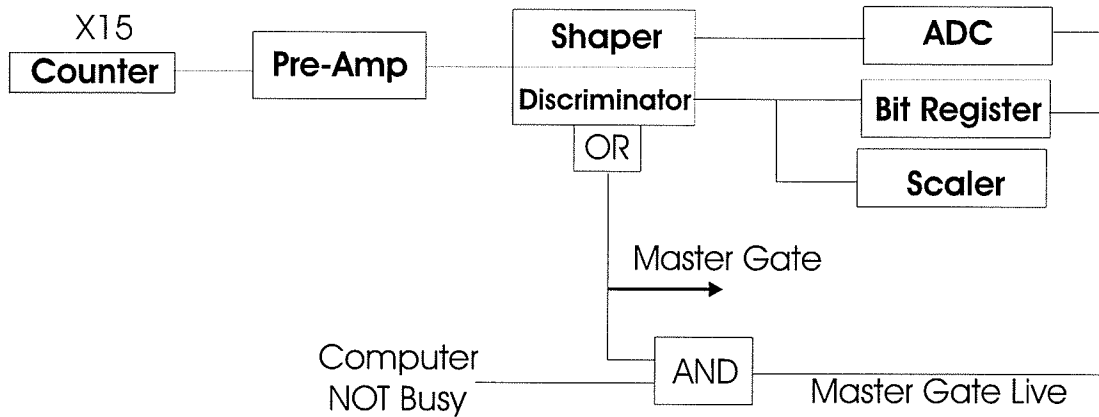 X15
Counter
Pre-Amp
Shaper
Discriminator
OR
ADC
Bit Register
Scaler
Master Gate
Computer
NOT Busy
AND
Master Gate Live